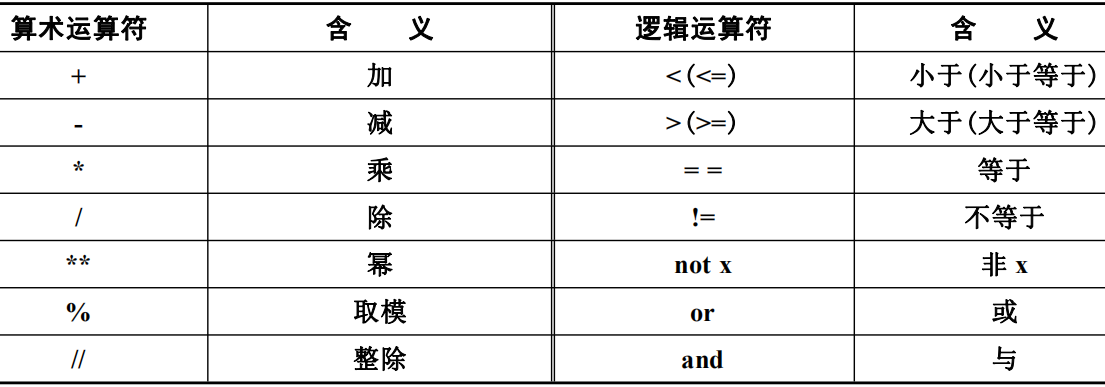 算术运算符 含 义 逻辑运算符 含 义
+ 加 <(<=) 小于(小于等于)
- 减 >(>=) 大于(大于等于)
* 乘 = = 等于
/ 除 != 不等于
** 幂 not x 非 x
% 取模 or 或
// 整除 and 与